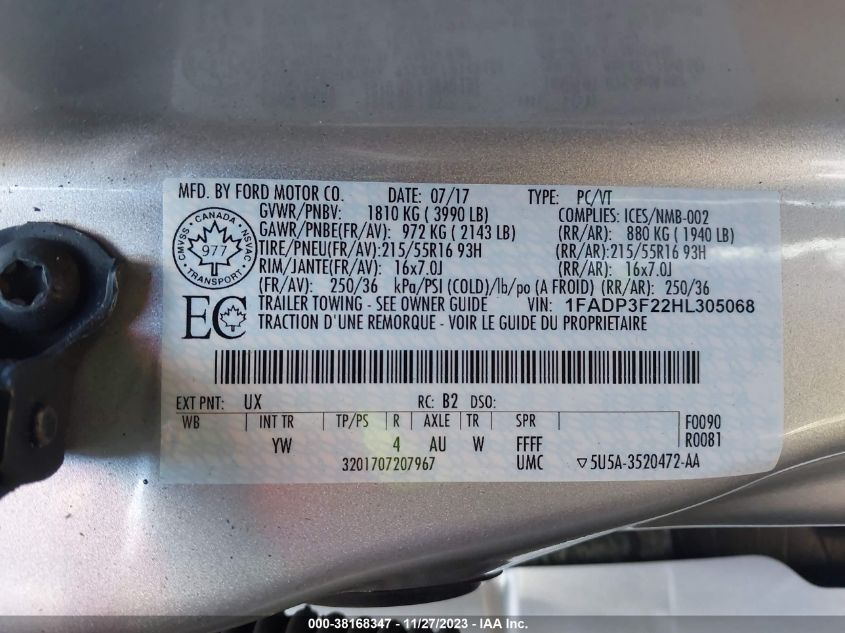 MFD. BY FORD MOTOR CO. DATE: 07/17 TYPE: PC/VT
GVWR/PNBV: 1810 KG ( 3990 LB) COMPLIES: ICES/NMB-002
GAWR/PNBE(FR/AV): 972 KG ( 2143 LB) (RR/AR): 880 KG ( 1940 LB)
TIRE/PNEU(FR/AV): 215/55R16 93H (RR/AR): 215/55R16 93H
RIM/JANTE(FR/AV): 16x7.0J (RR/AR): 16x7.0J
(FR/AV): 250/36 kPa/PSI (COLD)/lb/po (A FROID) (RR/AR): 250/36
TRAILER TOWING - SEE OWNER GUIDE VIN: 1FADP3F22HL305068
TRACTION D'UNE REMORQUE - VOIR LE GUIDE DU PROPRIÉTAIRE
CANADA
CMVSS 977 NSVAC
TRANSPORT
EC
EXT PNT: UX RC: B2 DSO:
WB INT TR TP/PS R AXLE TR SPR F0090
YW 4 AU W FFFF R0081
3201707207967 UMC ▽5U5A-3520472-AA
000-38168347 - 11/27/2023 - IAA Inc.